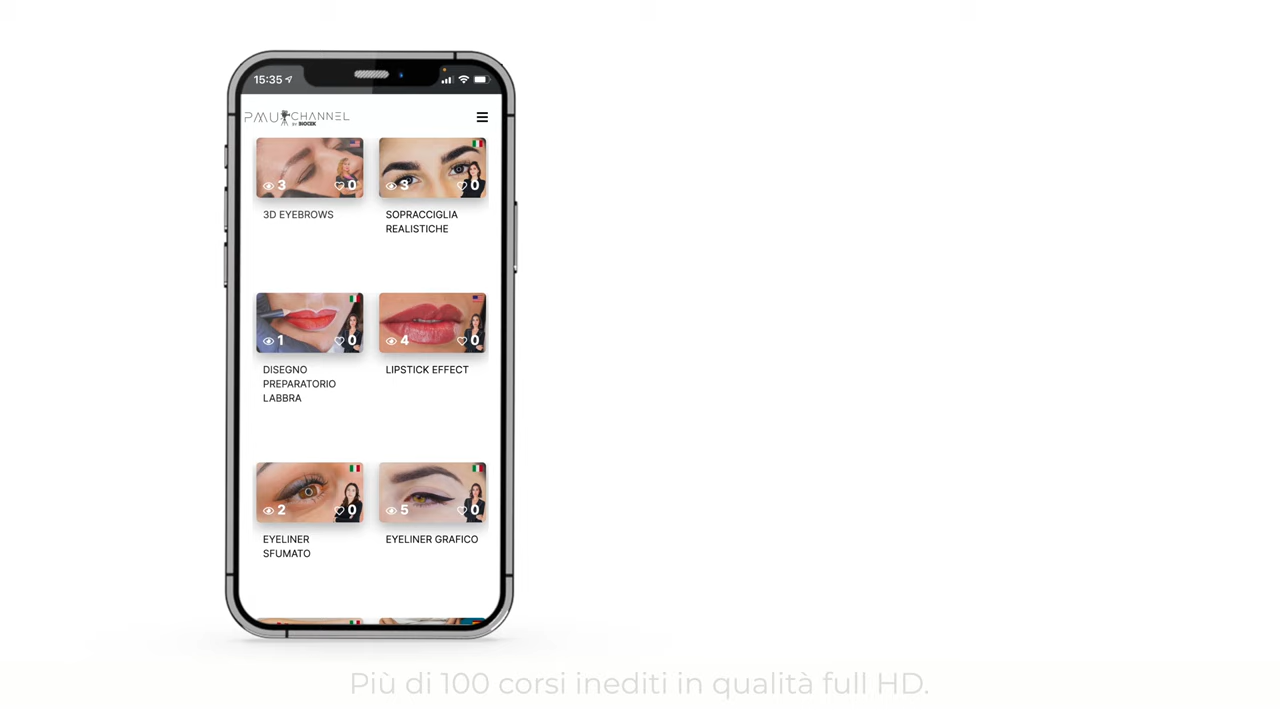 15:35
PMU CHANNEL
BY BIOTEK
3 0
3 0
3D EYEBROWS
SOPRACCIGLIA
REALISTICHE
1 0
4 0
DISEGNO
PREPARATORIO
LABBRA
LIPSTICK EFFECT
2 0
5 0
EYELINER
SFUMATO
EYELINER GRAFICO
Più di 100 corsi inediti in qualità full HD.